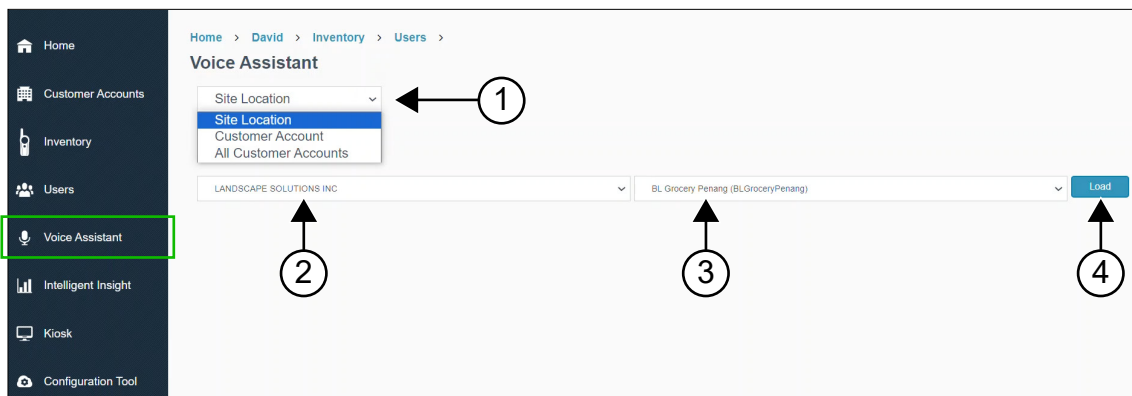 Home
Customer Accounts
Inventory
Users
Voice Assistant
Intelligent Insight
Kiosk
Configuration Tool
Home > David > Inventory > Users >
Voice Assistant
Site Location
1
Site Location
Customer Account
All Customer Accounts
LANDSCAPE SOLUTIONS INC
BL Grocery Penang (BLGroceryPenang)
Load
2
3
4